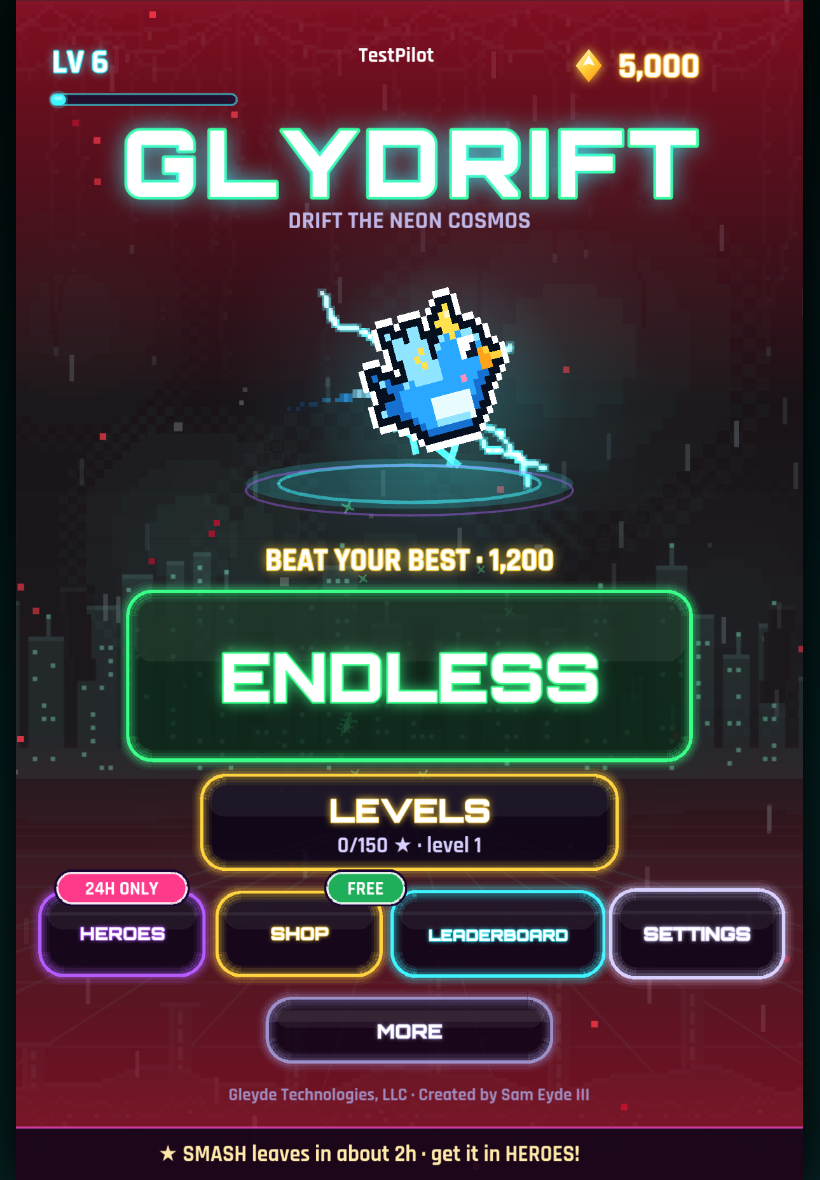 LV 6
TestPilot
5,000
GLYDRIFT
DRIFT THE NEON COSMOS
BEAT YOUR BEST · 1,200
ENDLESS
LEVELS
0/150 ★ · level 1
24H ONLY
FREE
HEROES
SHOP
LEADERBOARD
SETTINGS
MORE
Gleyde Technologies, LLC · Created by Sam Eyde III
★ SMASH leaves in about 2h · get it in HEROES!